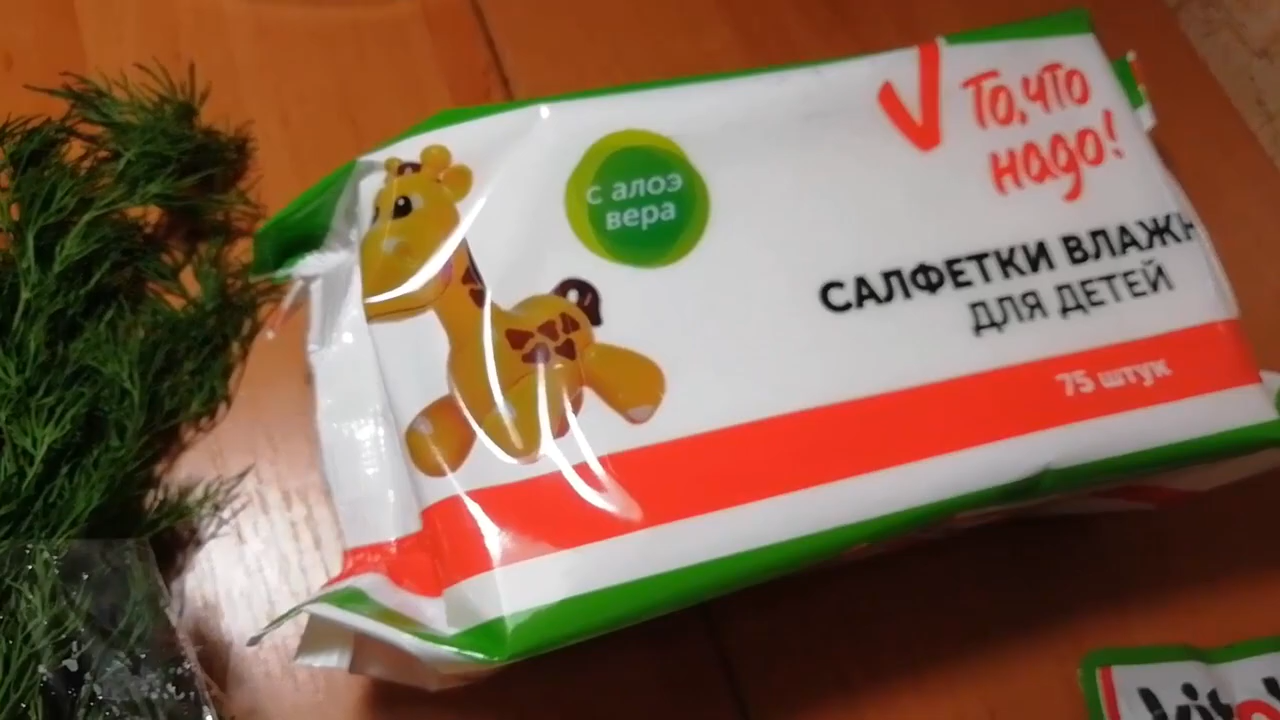 То, что
надо!
с алоэ
вера
САЛФЕТКИ ВЛАЖН
ДЛЯ ДЕТЕЙ
75 штук